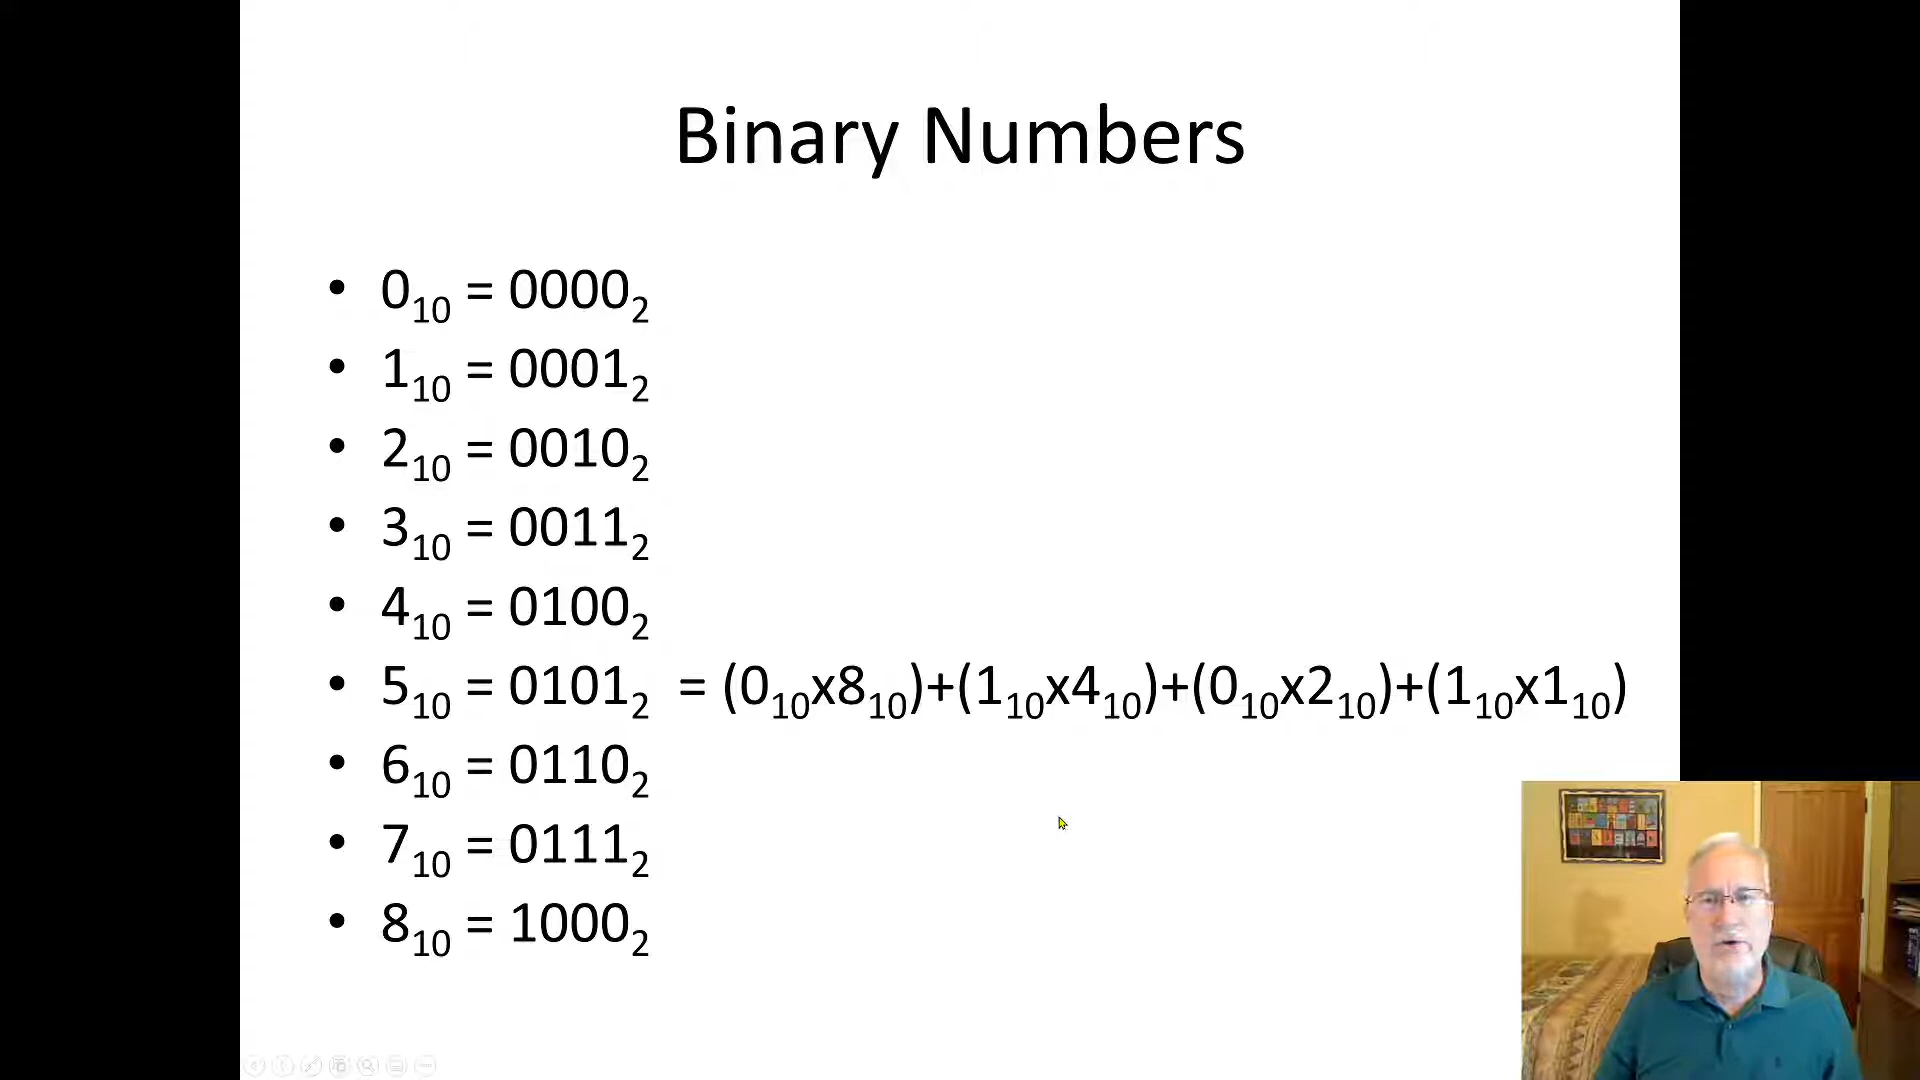 Binary Numbers
• 0₁₀ = 0000₂
• 1₁₀ = 0001₂
• 2₁₀ = 0010₂
• 3₁₀ = 0011₂
• 4₁₀ = 0100₂
• 5₁₀ = 0101₂ = (0₁₀x8₁₀)+(1₁₀x4₁₀)+(0₁₀x2₁₀)+(1₁₀x1₁₀)
• 6₁₀ = 0110₂
• 7₁₀ = 0111₂
• 8₁₀ = 1000₂